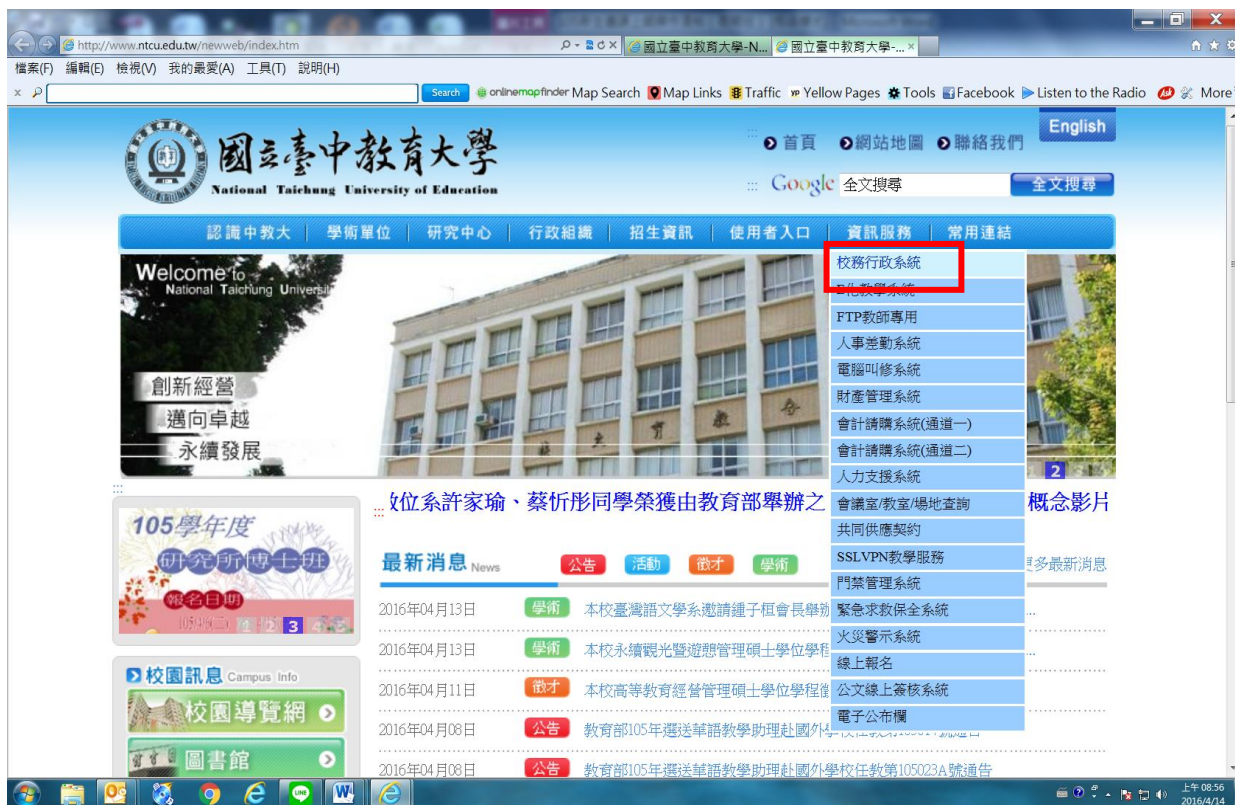 http://www.ntcu.edu.tw/newweb/index.htm
國立臺中教育大學-N...
國立臺中教育大學-...
檔案(F) 編輯(E) 檢視(V) 我的最愛(A) 工具(T) 說明(H)
Search onlinemapfinder Map Search Map Links Traffic YP Yellow Pages Tools Facebook Listen to the Radio Ask More
國立臺中教育大學
National Taichung University of Education
首頁 網站地圖 聯絡我們 English
Google 全文搜尋 全文搜尋
認識中教大 學術單位 研究中心 行政組織 招生資訊 使用者入口 資訊服務 常用連結
校務行政系統
E化教學系統
FTP教師專用
人事差勤系統
電腦叫修系統
財產管理系統
會計請購系統(通道一)
會計請購系統(通道二)
人力支援系統
會議室/教室/場地查詢
共同供應契約
SSLVPN教學服務
門禁管理系統
緊急求救保全系統
火災警示系統
線上報名
公文線上簽核系統
電子公布欄
Welcome to
National Taichung Universit
創新經營
邁向卓越
永續發展
2
位系許家瑜、蔡忻彤同學榮獲由教育部舉辦之
概念影片
105學年度
研究所博士班
報名日期
1 2 3 4 5
最新消息 News 公告 活動 徵才 學術
更多最新消息
2016年04月13日 學術 本校臺灣語文學系邀請鍾子桓會長舉辦 ...
2016年04月13日 學術 本校永續觀光暨遊憩管理碩士學位學程 ...
2016年04月11日 徵才 本校高等教育經營管理碩士學位學程徵
2016年04月08日 公告 教育部105年選送華語教學助理赴國外學校任教第
2016年04月08日 公告 教育部105年選送華語教學助理赴國外學校任教第105023A號通告
校園訊息 Campus Info
校園導覽網
圖書館
上午 08:56
2016/4/14